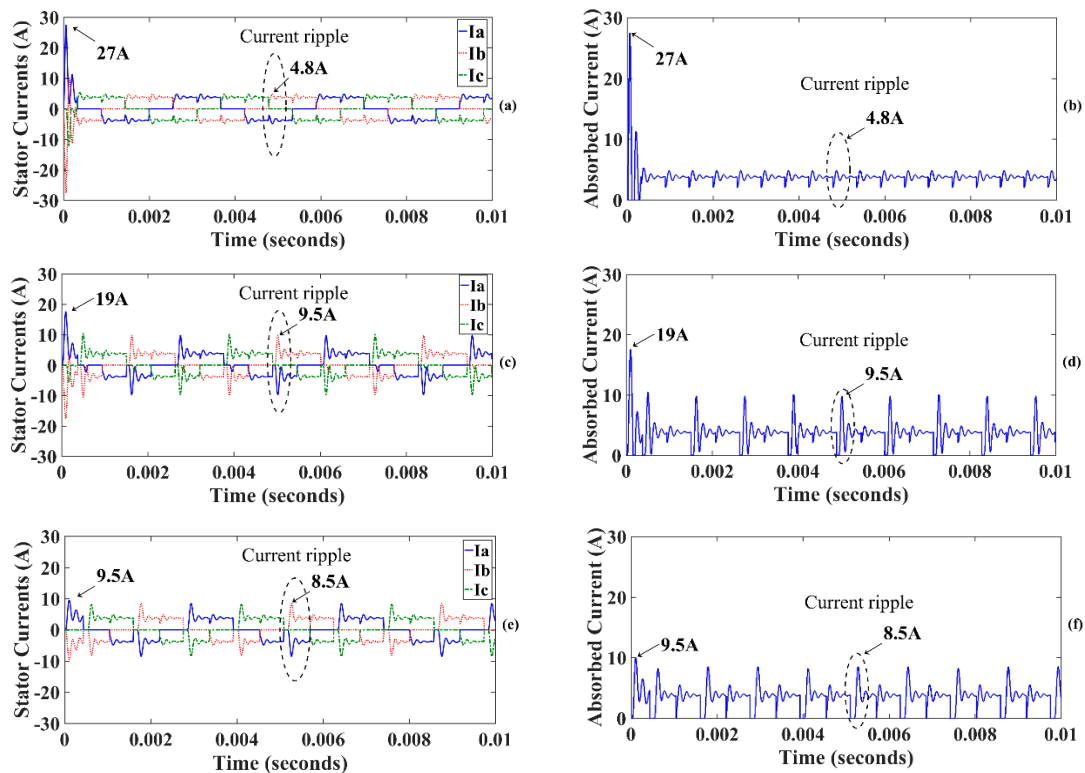 Stator Currents (A)
30
20
10
0
-10
-20
-30
27A
Current ripple
4.8A
Ia
Ib
Ic
(a)
0
0.002
0.004
0.006
0.008
0.01
Time (seconds)
Absorbed Current (A)
30
20
10
0
27A
Current ripple
4.8A
(b)
0
0.002
0.004
0.006
0.008
0.01
Time (seconds)
Stator Currents (A)
30
20
10
0
-10
-20
-30
19A
Current ripple
9.5A
Ia
Ib
Ic
(c)
0
0.002
0.004
0.006
0.008
0.01
Time (seconds)
Absorbed Current (A)
30
20
10
0
19A
Current ripple
9.5A
(d)
0
0.002
0.004
0.006
0.008
0.01
Time (seconds)
Stator Currents (A)
30
20
10
0
-10
-20
-30
9.5A
Current ripple
8.5A
Ia
Ib
Ic
(e)
0
0.002
0.004
0.006
0.008
0.01
Time (seconds)
Absorbed Current (A)
30
20
10
0
9.5A
Current ripple
8.5A
(f)
0
0.002
0.004
0.006
0.008
0.01
Time (seconds)